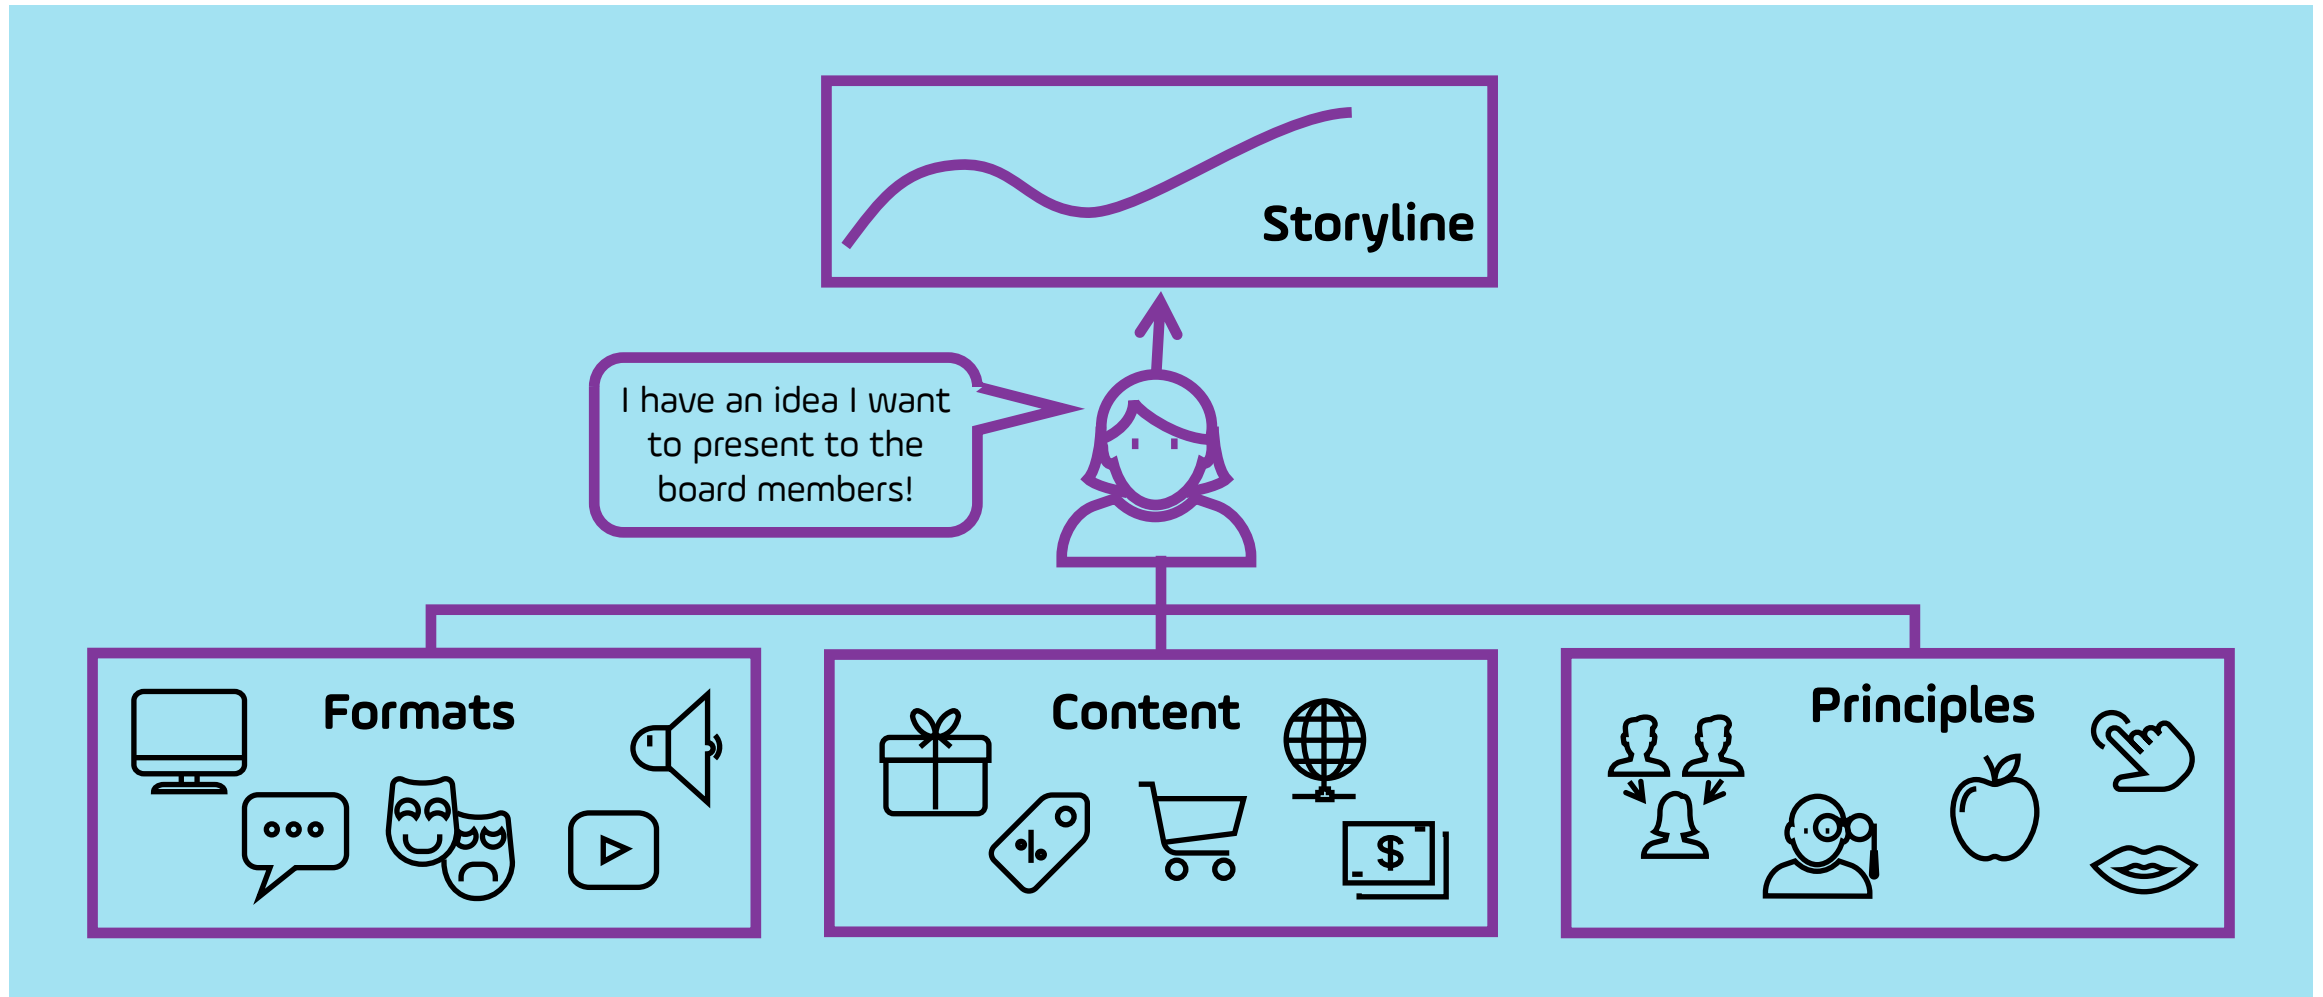 Storyline
I have an idea I want
to present to the
board members!
Formats
Content
Principles
%
$